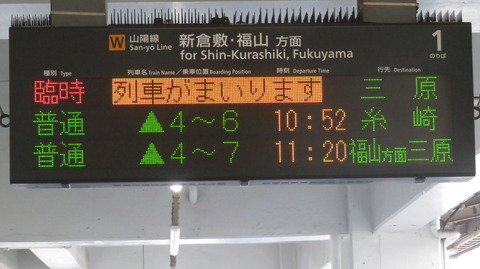 W 山陽線 新倉敷・福山 方面 1
San-yō Line for Shin-Kurashiki, Fukuyama のりば
種別 Type 列車名 Train Name / 乗車位置 Boarding Position 時刻 Departure Time 行先 Destination
臨時 列車がまいります 三原
普通 ▲4～6 10:52 糸崎
普通 ▲4～7 11:20 福山方面三原